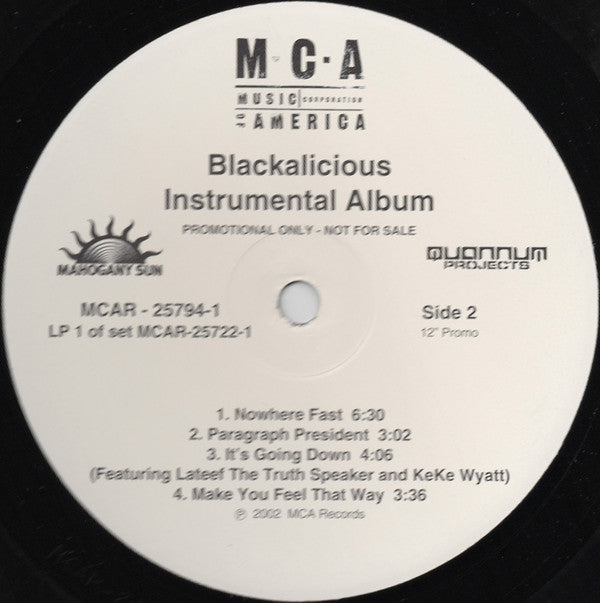 M·C·A
MUSIC CORPORATION
OF AMERICA
Blackalicious
Instrumental Album
PROMOTIONAL ONLY - NOT FOR SALE
MAHOGANY SUN
QUANNUM
PROJECTS
MCAR - 25794-1
LP 1 of set MCAR-25722-1
Side 2
12" Promo
1. Nowhere Fast 6:30
2. Paragraph President 3:02
3. It's Going Down 4:06
(Featuring Lateef The Truth Speaker and KeKe Wyatt)
4. Make You Feel That Way 3:36
℗ 2002 MCA Records